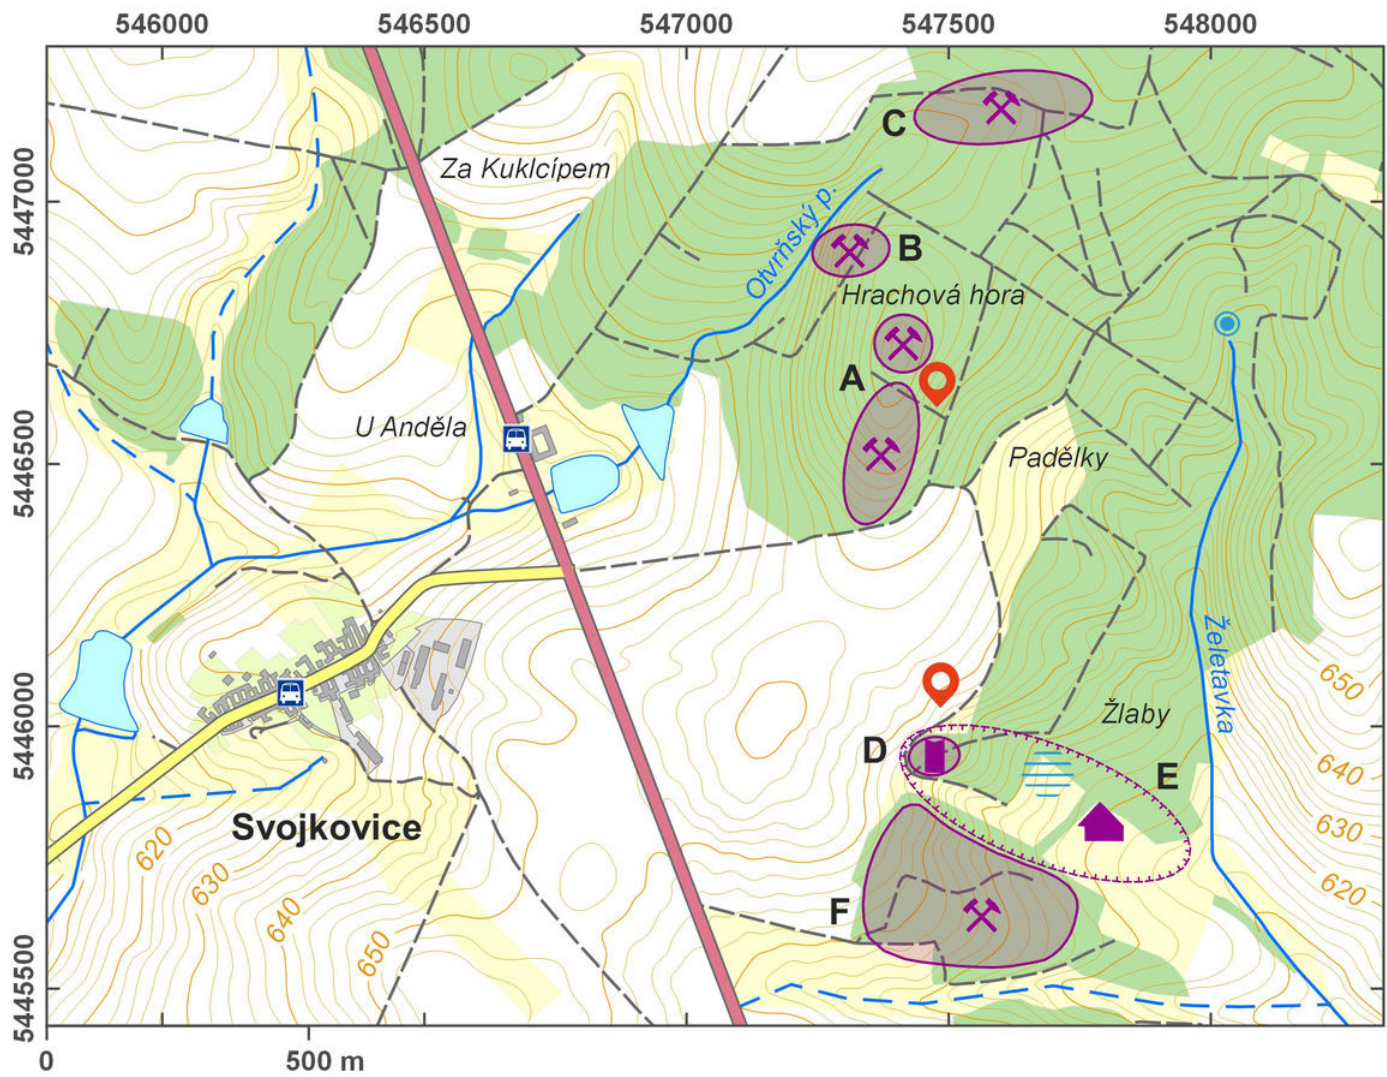 546000 546500 547000 547500 548000
5447000
5446500
5446000
5445500
C
Za Kuklcípem
Otvrňský p.
B
Hrachová hora
A
U Anděla
Padělky
Želetavka
650
Žlaby
D
E
640
Svojkovice
620
630
630
620
640
F
650
0 500 m